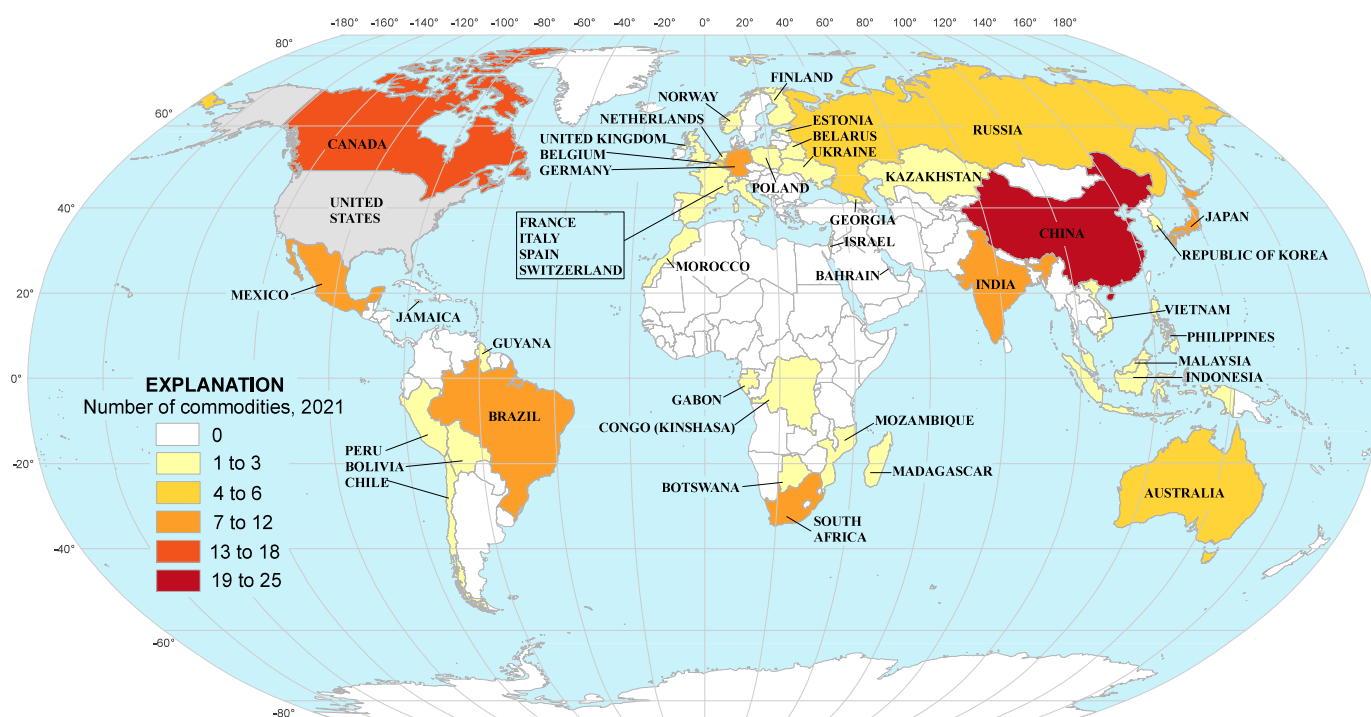 -180° -160° -140° -120° -100° -80° -60° -40° -20° 0° 20° 40° 60° 80° 100° 120° 140° 160° 180°
80°
60°
40°
20°
0°
-20°
-40°
-60°
-80°
CANADA
UNITED
STATES
MEXICO
JAMAICA
GUYANA
BRAZIL
PERU
BOLIVIA
CHILE
FINLAND
NORWAY
NETHERLANDS
UNITED KINGDOM
BELGIUM
GERMANY
ESTONIA
BELARUS
UKRAINE
POLAND
RUSSIA
KAZAKHSTAN
GEORGIA
FRANCE
ITALY
SPAIN
SWITZERLAND
MOROCCO
ISRAEL
BAHRAIN
INDIA
CHINA
JAPAN
REPUBLIC OF KOREA
VIETNAM
PHILIPPINES
MALAYSIA
INDONESIA
GABON
CONGO (KINSHASA)
MOZAMBIQUE
MADAGASCAR
BOTSWANA
SOUTH
AFRICA
AUSTRALIA
EXPLANATION
Number of commodities, 2021
0
1 to 3
4 to 6
7 to 12
13 to 18
19 to 25